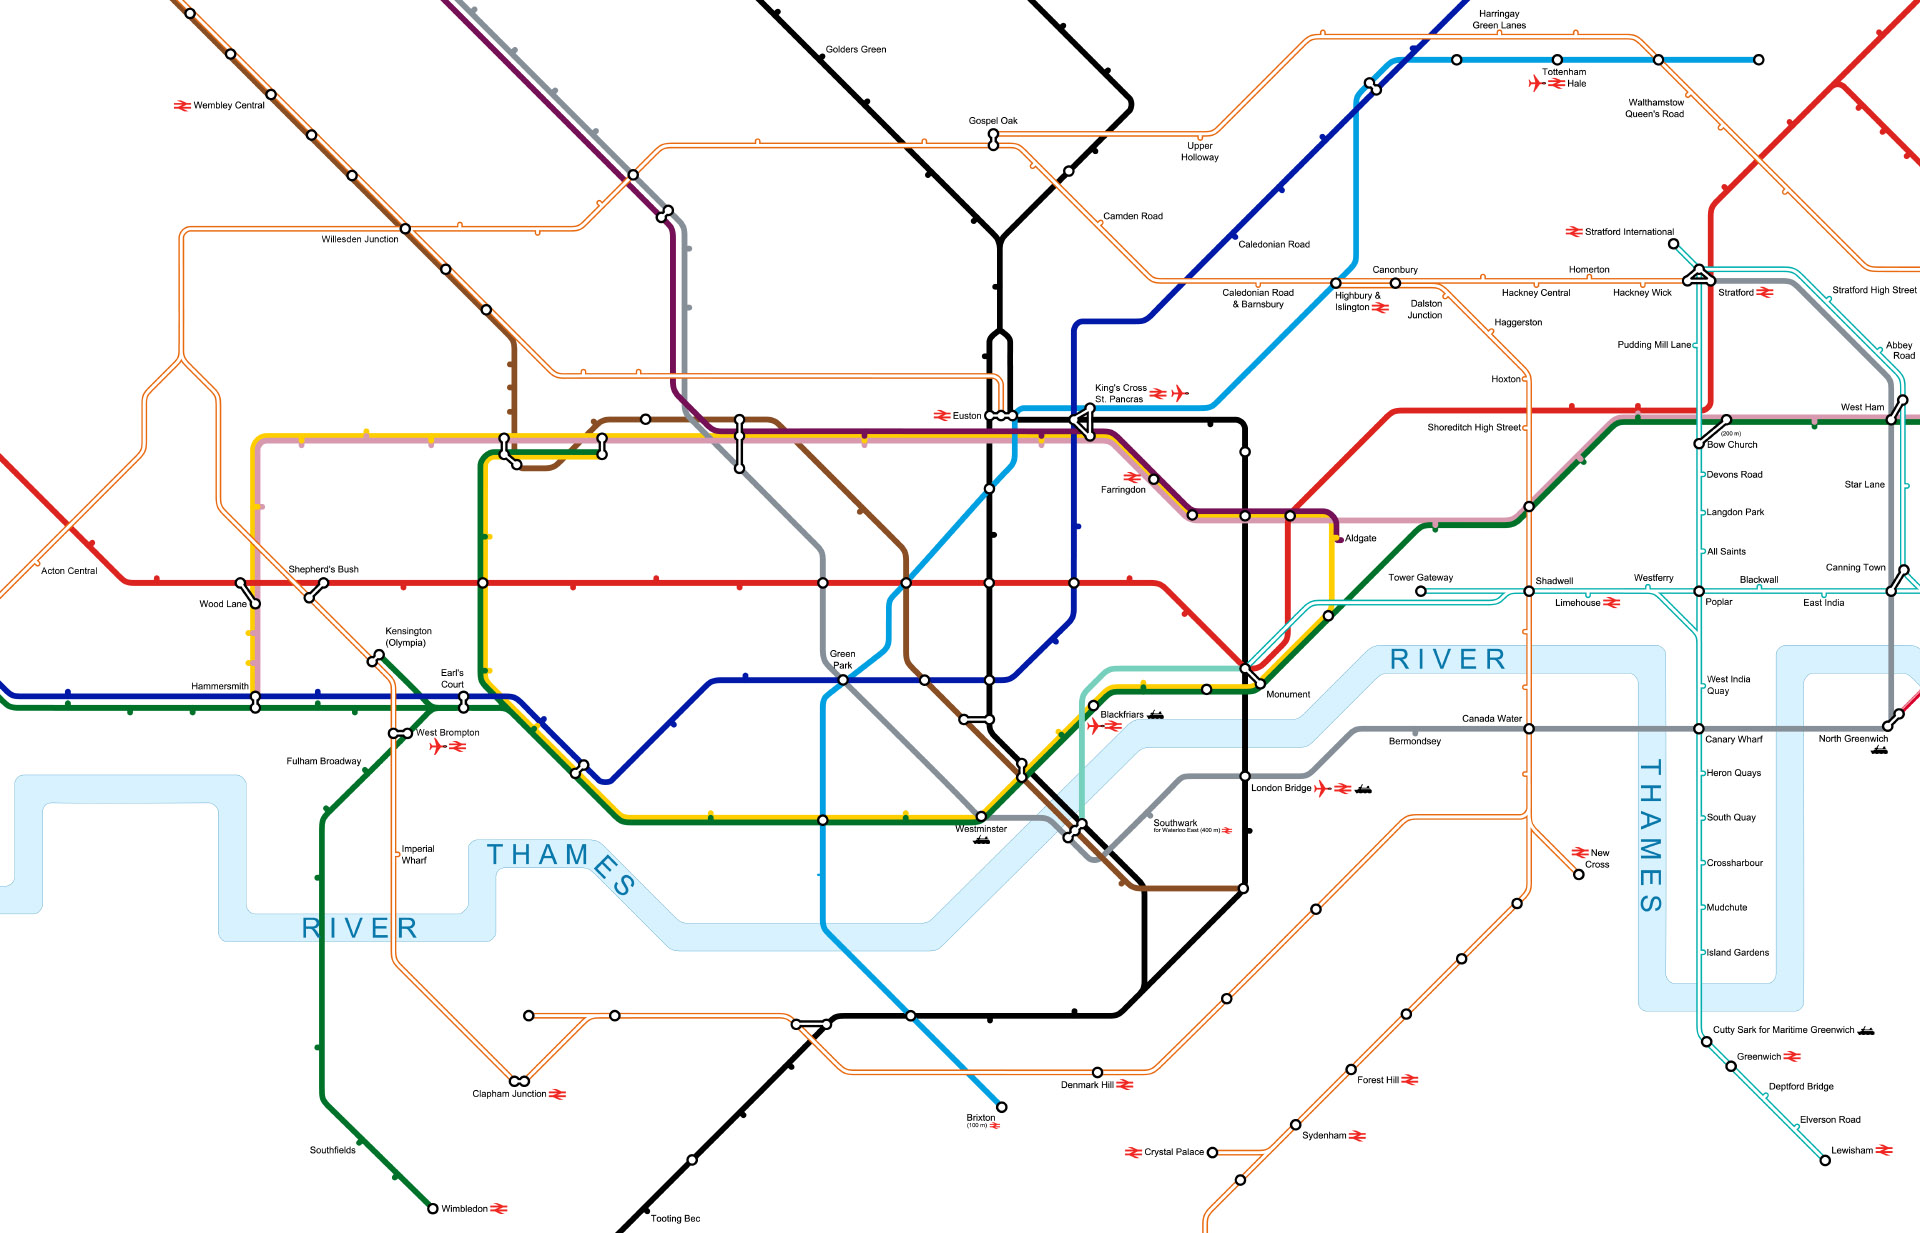 Harringay
Green Lanes
Golders Green
Tottenham
Hale
Wembley Central
Walthamstow
Queen's Road
Gospel Oak
Upper
Holloway
Camden Road
Willesden Junction
Caledonian Road
Stratford International
Canonbury
Homerton
Caledonian Road
& Barnsbury
Highbury &
Islington
Dalston
Junction
Hackney Central
Hackney Wick
Stratford
Stratford High Street
Haggerston
Pudding Mill Lane
Abbey
Road
Hoxton
King's Cross
St. Pancras
Euston
West Ham
Shoreditch High Street
(200 m)
Bow Church
Farringdon
Devons Road
Star Lane
Langdon Park
Aldgate
All Saints
Acton Central
Shepherd's Bush
Canning Town
Tower Gateway
Shadwell
Westferry
Blackwall
Wood Lane
Limehouse
Poplar
East India
Kensington
(Olympia)
Green
Park
RIVER
Earl's
Court
Hammersmith
Monument
West India
Quay
Blackfriars
Canada Water
West Brompton
Bermondsey
Canary Wharf
North Greenwich
Fulham Broadway
THAMES
Heron Quays
London Bridge
Westminster
Southwark
for Waterloo East (400 m)
South Quay
Imperial
Wharf
THAMES
New
Cross
Crossharbour
Mudchute
RIVER
Island Gardens
Cutty Sark for Maritime Greenwich
Greenwich
Clapham Junction
Denmark Hill
Forest Hill
Deptford Bridge
Brixton
(100 m)
Elverson Road
Southfields
Sydenham
Crystal Palace
Lewisham
Wimbledon
Tooting Bec